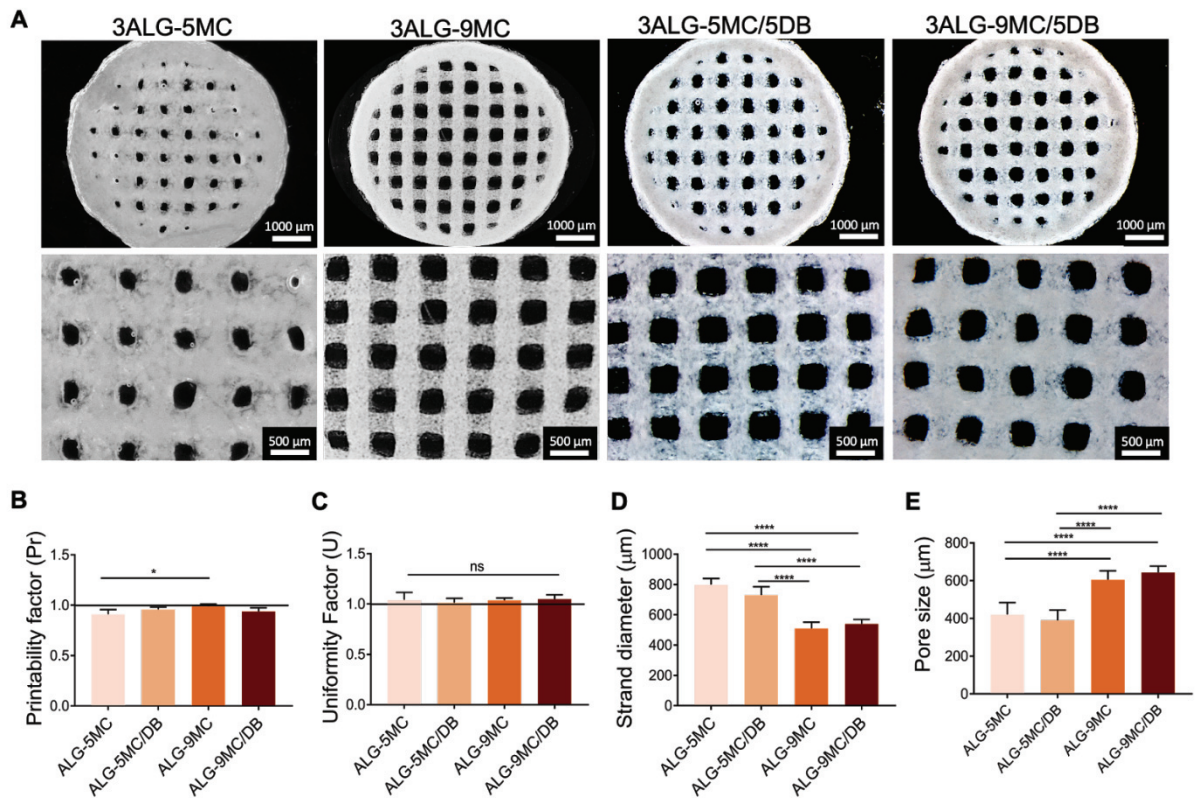 A
3ALG-5MC
3ALG-9MC
3ALG-5MC/5DB
3ALG-9MC/5DB
1000 μm
1000 μm
1000 μm
1000 μm
500 μm
500 μm
500 μm
500 μm
B
Printability factor (Pr)
1.5
1.0
0.5
0.0
*
ALG-5MC
ALG-5MC/DB
ALG-9MC
ALG-9MC/DB
C
Uniformity Factor (U)
1.5
1.0
0.5
0.0
ns
ALG-5MC
ALG-5MC/DB
ALG-9MC
ALG-9MC/DB
D
Strand diameter (μm)
1000
800
600
400
200
0
****
****
****
****
ALG-5MC
ALG-5MC/DB
ALG-9MC
ALG-9MC/DB
E
Pore size (μm)
800
600
400
200
0
****
****
****
****
ALG-5MC
ALG-5MC/DB
ALG-9MC
ALG-9MC/DB